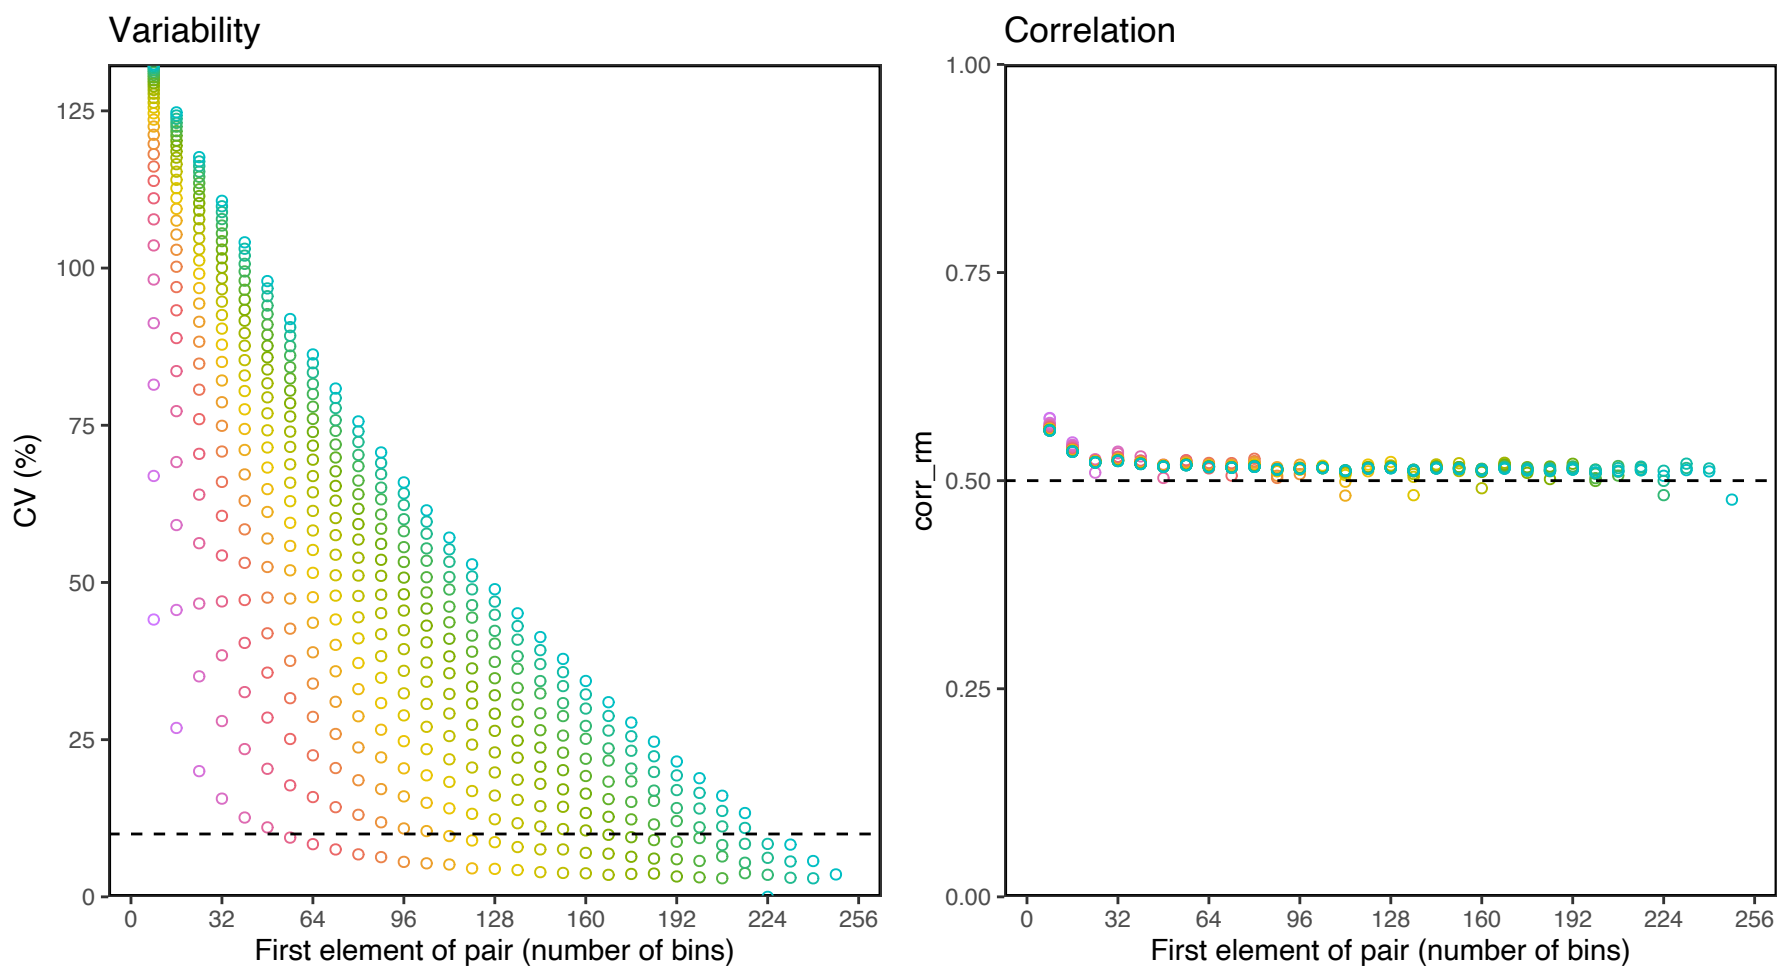 Variability
CV (%)
125
100
75
50
25
0
0 32 64 96 128 160 192 224 256
First element of pair (number of bins)
Correlation
corr_rm
1.00
0.75
0.50
0.25
0.00
0 32 64 96 128 160 192 224 256
First element of pair (number of bins)